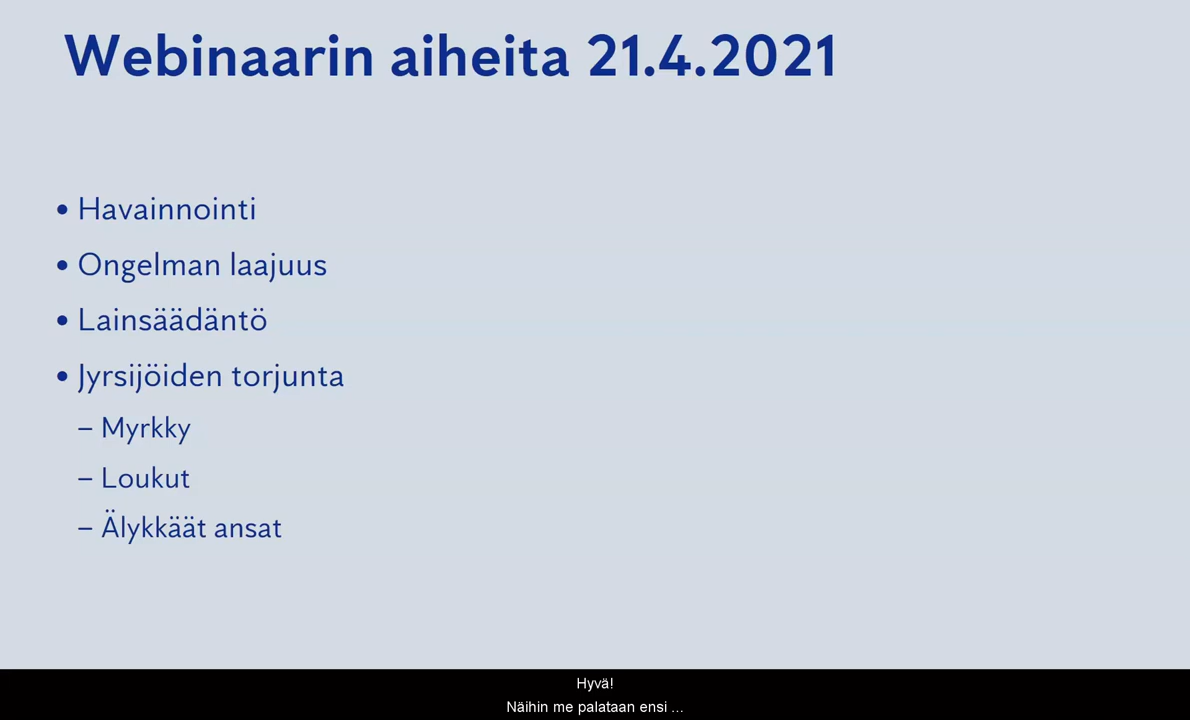 Webinaarin aiheita 21.4.2021
• Havainnointi
• Ongelman laajuus
• Lainsäädäntö
• Jyrsijöiden torjunta
– Myrkky
– Loukut
– Älykkäät ansat
Hyvä!
Näihin me palataan ensi ...